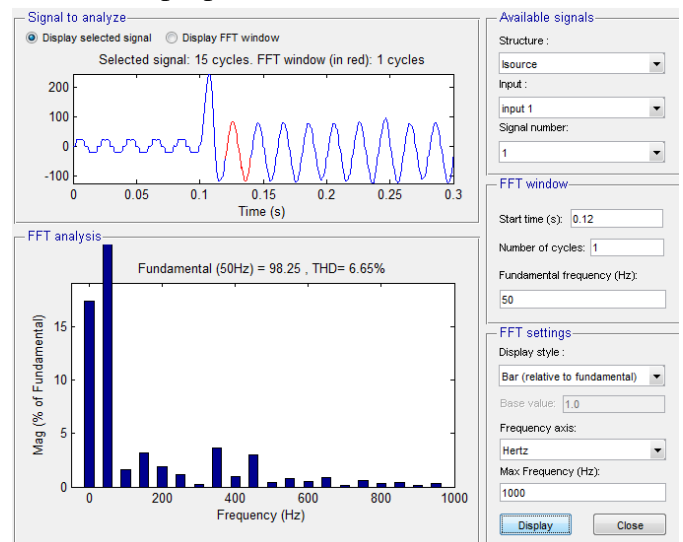 Signal to analyze
Display selected signal Display FFT window
Selected signal: 15 cycles. FFT window (in red): 1 cycles
200
100
0
-100
0 0.05 0.1 0.15 0.2 0.25 0.3
Time (s)
FFT analysis
Fundamental (50Hz) = 98.25 , THD= 6.65%
15
10
5
0
Mag (% of Fundamental)
0 200 400 600 800 1000
Frequency (Hz)
Available signals
Structure :
Isource
Input :
input 1
Signal number:
1
FFT window
Start time (s): 0.12
Number of cycles: 1
Fundamental frequency (Hz):
50
FFT settings
Display style :
Bar (relative to fundamental)
Base value: 1.0
Frequency axis:
Hertz
Max Frequency (Hz):
1000
Display Close